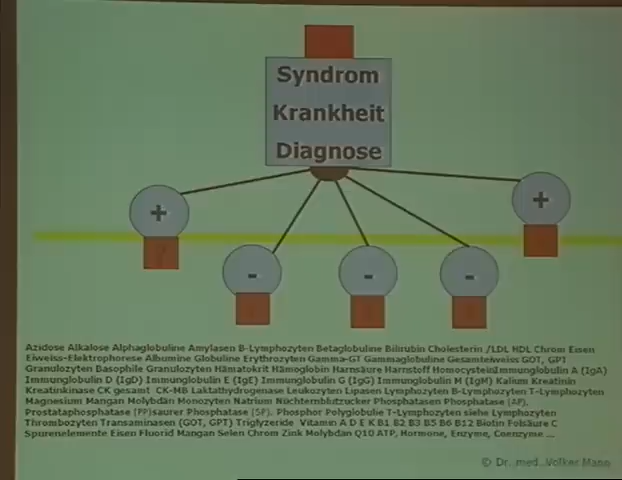 Syndrom
Krankheit
Diagnose
+
+
-
-
-
Azidose Alkalose Alphaglobuline Amylasen B-Lymphozyten Betaglobuline Bilirubin Cholesterin /LDL HDL Chrom Eisen
Eiweiss-Elektrophorese Albumine Globuline Erythrozyten Gamma-GT Gammaglobuline Gesamteiweiss GOT, GPT
Granulozyten Basophile Granulozyten Hämatokrit Hämoglobin Harnsäure Harnstoff HomocysteinImmunglobulin A (IgA)
Immunglobulin D (IgD) Immunglobulin E (IgE) Immunglobulin G (IgG) Immunglobulin M (IgM) Kalium Kreatinin
Kreatinkinase CK gesamt CK-MB Laktathydrogenase Leukozyten Lipasen Lymphozyten B-Lymphozyten T-Lymphozyten
Magnesium Mangan Molybdän Monozyten Natrium Nüchternblutzucker Phosphatasen Phosphatase (AP),
Prostataphosphatase (PP)saurer Phosphatase (SP). Phosphor Polyglobulie T-Lymphozyten siehe Lymphozyten
Thrombozyten Transaminasen (GOT, GPT) Triglyzeride Vitamin A D E K B1 B2 B3 B5 B6 B12 Biotin Folsäure C
Spurenelemente Eisen Fluorid Mangan Selen Chrom Zink Molybdän Q10 ATP, Hormone, Enzyme, Coenzyme ...
© Dr. med. Volker Mann